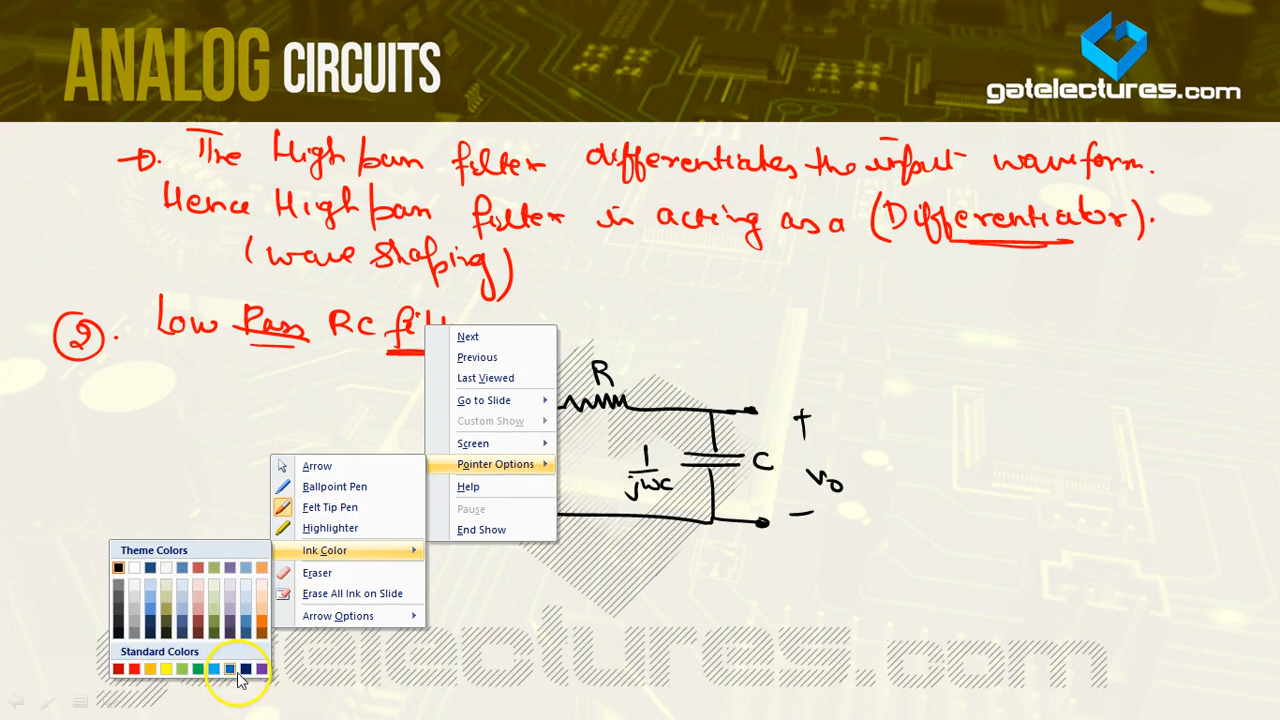 ANALOG CIRCUITS
gatelectures.com
→. The High pass filter differentiates the input waveform.
Hence High pass filter is acting as a (Differentiator).
(wave shaping)
2. Low Pass RC
Next
Previous
Last Viewed
Go to Slide
Custom Show
Screen
Pointer Options
Help
Pause
End Show
Arrow
Ballpoint Pen
Felt Tip Pen
Highlighter
Ink Color
Eraser
Erase All Ink on Slide
Arrow Options
Theme Colors
Standard Colors
R
+
1
jωc
C
Vo
−
gatelectures.com